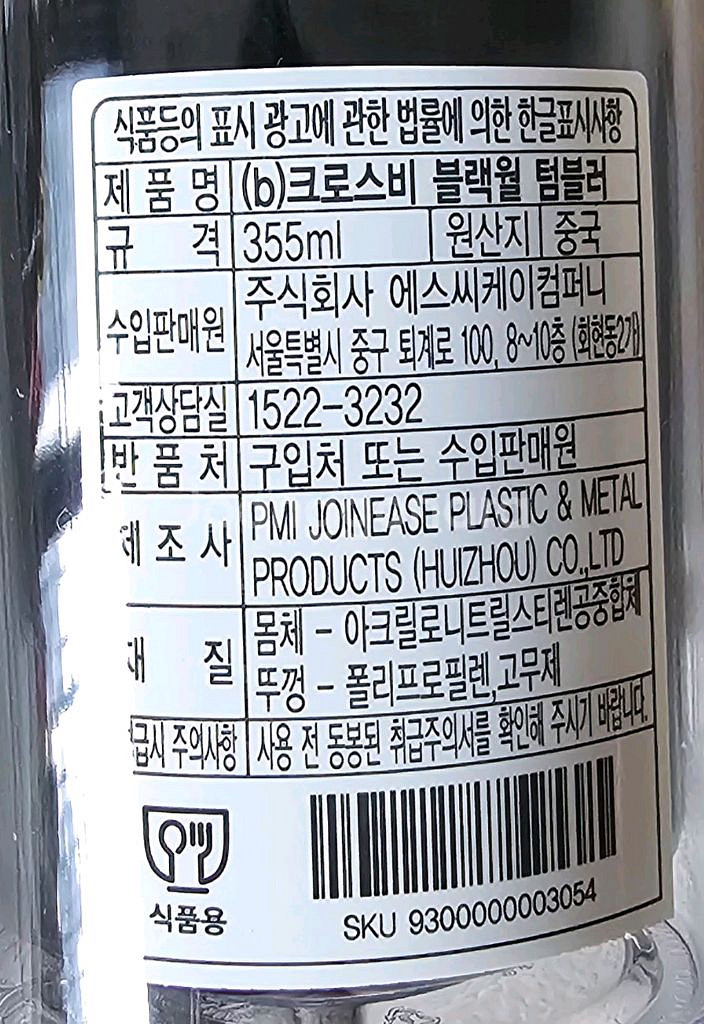 식품등의 표시 광고에 관한 법률에 의한 한글표시사항
제 품 명 (b)크로스비 블랙월 텀블러
규 격 355ml 원산지 중국
수입판매원 주식회사 에스씨케이컴퍼니
서울특별시 중구 퇴계로 100, 8~10층 (회현동2가)
고객상담실 1522-3232
반 품 처 구입처 또는 수입판매원
제 조 사 PMI JOINEASE PLASTIC & METAL
PRODUCTS (HUIZHOU) CO.,LTD
재 질 몸체 - 아크릴로니트릴스티렌공중합체
뚜껑 - 폴리프로필렌,고무제
취급시 주의사항 사용 전 동봉된 취급주의서를 확인해 주시기 바랍니다.
식품용
SKU 9300000003054